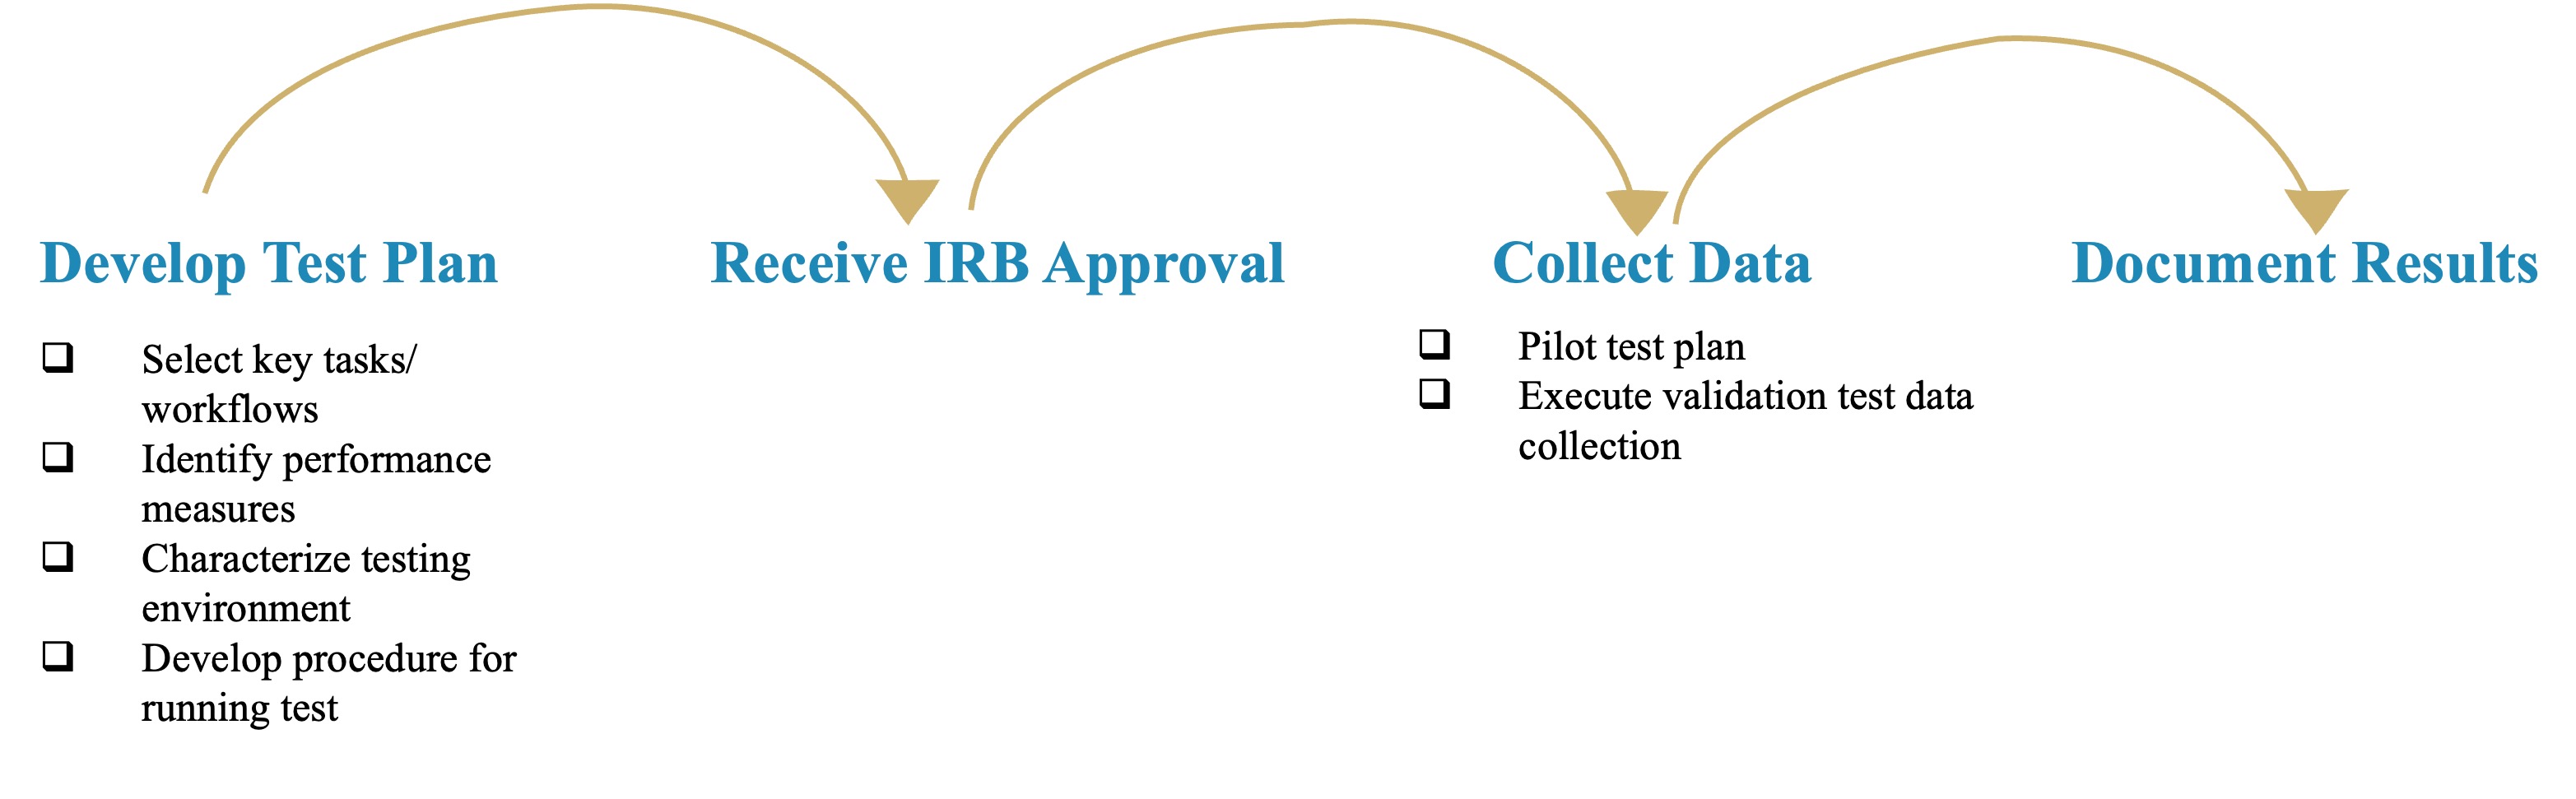 Develop Test Plan
Select key tasks/
workflows
Identify performance
measures
Characterize testing
environment
Develop procedure for
running test
Receive IRB Approval
Collect Data
Pilot test plan
Execute validation test data
collection
Document Results